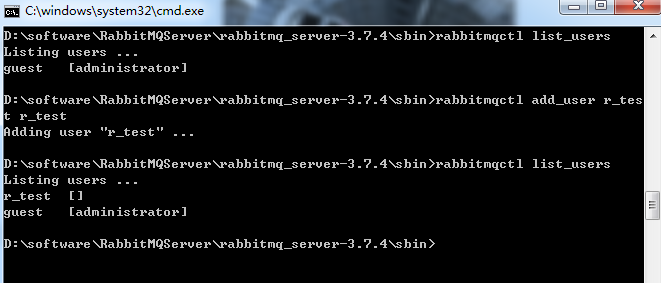 C:\windows\system32\cmd.exe
D:\software\RabbitMQServer\rabbitmq_server-3.7.4\sbin>rabbitmqctl list_users
Listing users ...
guest   [administrator]
D:\software\RabbitMQServer\rabbitmq_server-3.7.4\sbin>rabbitmqctl add_user r_tes
t r_test
Adding user "r_test" ...
D:\software\RabbitMQServer\rabbitmq_server-3.7.4\sbin>rabbitmqctl list_users
Listing users ...
r_test  []
guest   [administrator]
D:\software\RabbitMQServer\rabbitmq_server-3.7.4\sbin>